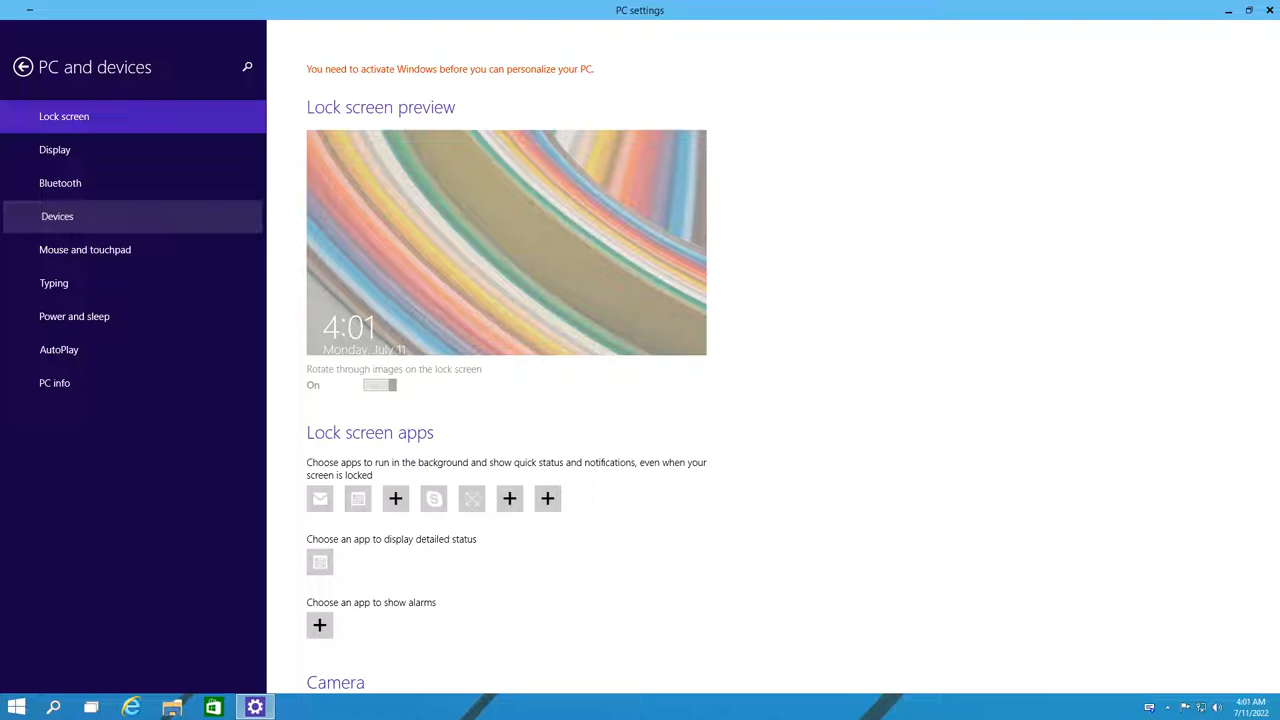 PC settings
PC and devices
Lock screen
Display
Bluetooth
Devices
Mouse and touchpad
Typing
Power and sleep
AutoPlay
PC info
You need to activate Windows before you can personalize your PC.
Lock screen preview
4:01
Monday, July 11
Rotate through images on the lock screen
On
Lock screen apps
Choose apps to run in the background and show quick status and notifications, even when your
screen is locked
Choose an app to display detailed status
Choose an app to show alarms
Camera
4:01 AM
7/11/2022